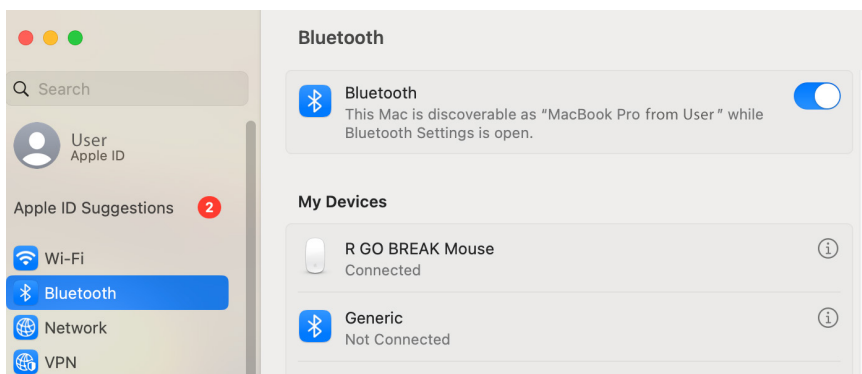 Bluetooth
Search
Bluetooth
This Mac is discoverable as “MacBook Pro from User” while
Bluetooth Settings is open.
User
Apple ID
Apple ID Suggestions 2
My Devices
R GO BREAK Mouse
Connected
Wi-Fi
Bluetooth
Network
VPN
Generic
Not Connected